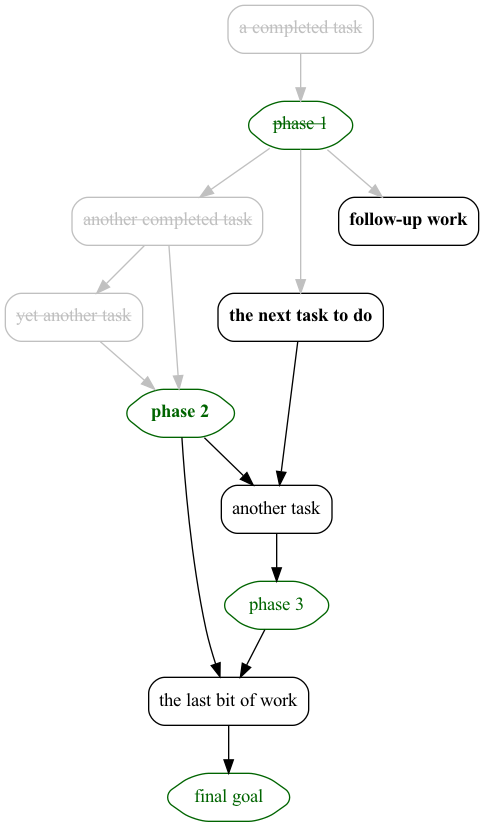 a completed task
phase 1
another completed task
follow-up work
yet another task
the next task to do
phase 2
another task
phase 3
the last bit of work
final goal